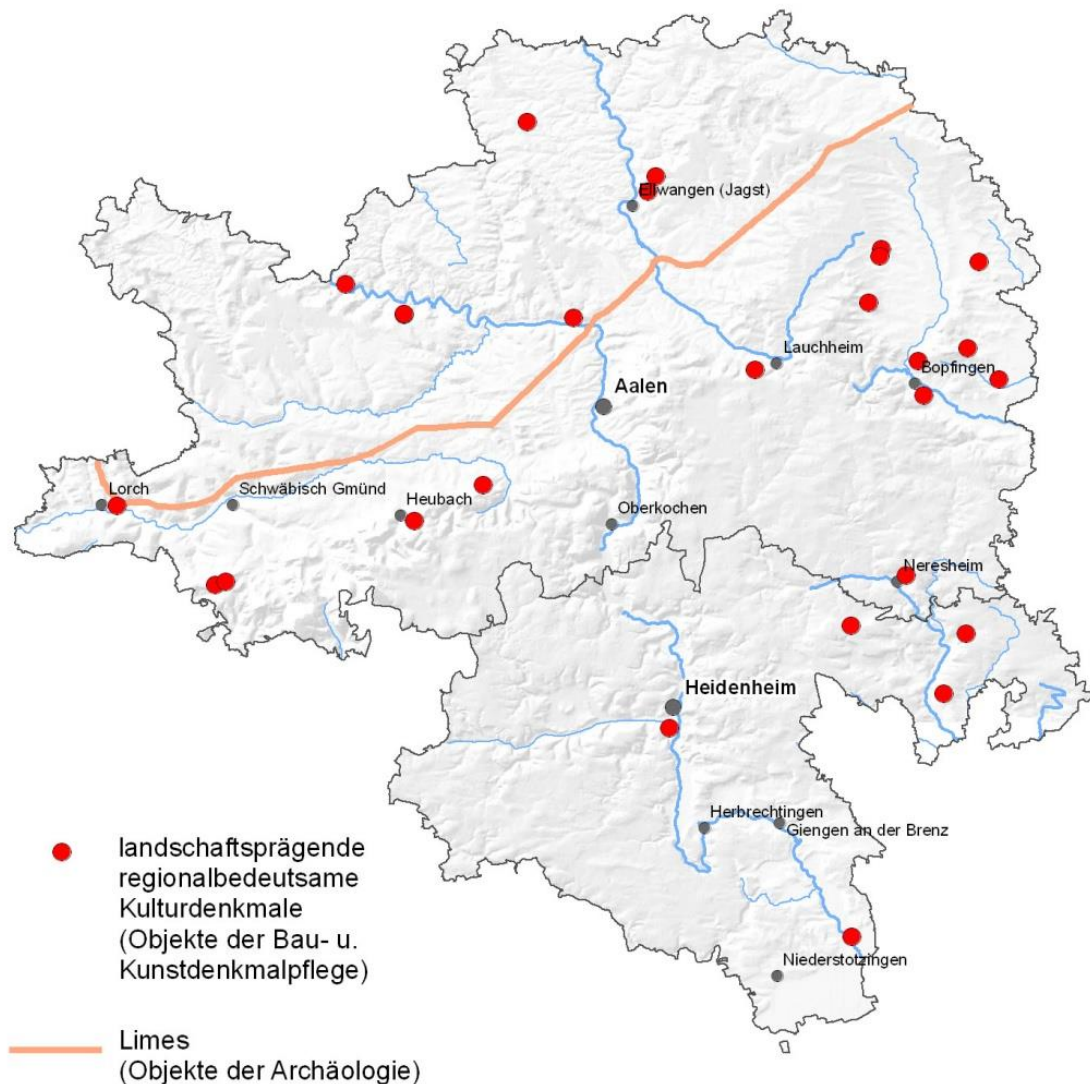 Ellwangen (Jagst)
Lauchheim
Bopfingen
Aalen
Lorch
Schwäbisch Gmünd
Heubach
Oberkochen
Neresheim
Heidenheim
Herbrechtingen
Giengen an der Brenz
Niederstotzingen
landschaftsprägende
regionalbedeutsame
Kulturdenkmale
(Objekte der Bau- u.
Kunstdenkmalpflege)
Limes
(Objekte der Archäologie)